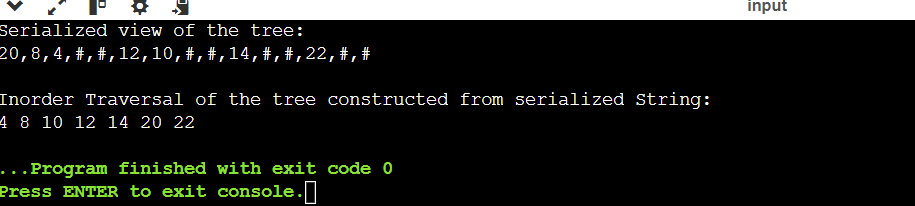 input
Serialized view of the tree:
20,8,4,#,#,12,10,#,#,14,#,#,22,#,#
Inorder Traversal of the tree constructed from serialized String:
4 8 10 12 14 20 22
...Program finished with exit code 0
Press ENTER to exit console.